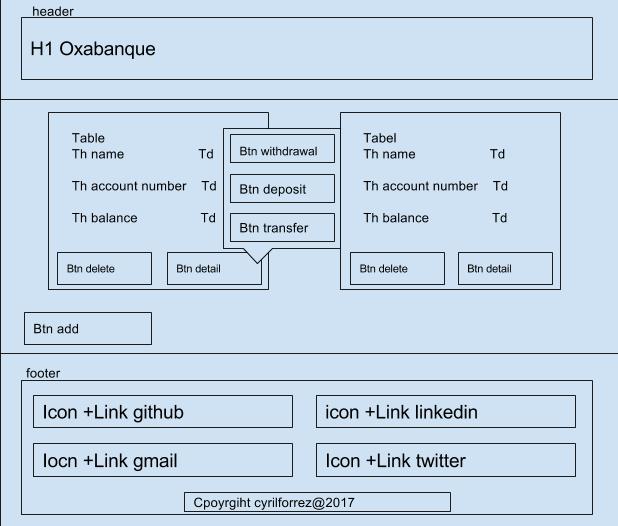 header
H1 Oxabanque
Table
Th name Td
Th account number Td
Th balance Td
Btn delete Btn detail
Btn withdrawal
Btn deposit
Btn transfer
Tabel
Th name Td
Th account number Td
Th balance Td
Btn delete Btn detail
Btn add
footer
Icon +Link github
icon +Link linkedin
Iocn +Link gmail
Icon +Link twitter
Cpoyrgiht cyrilforrez@2017